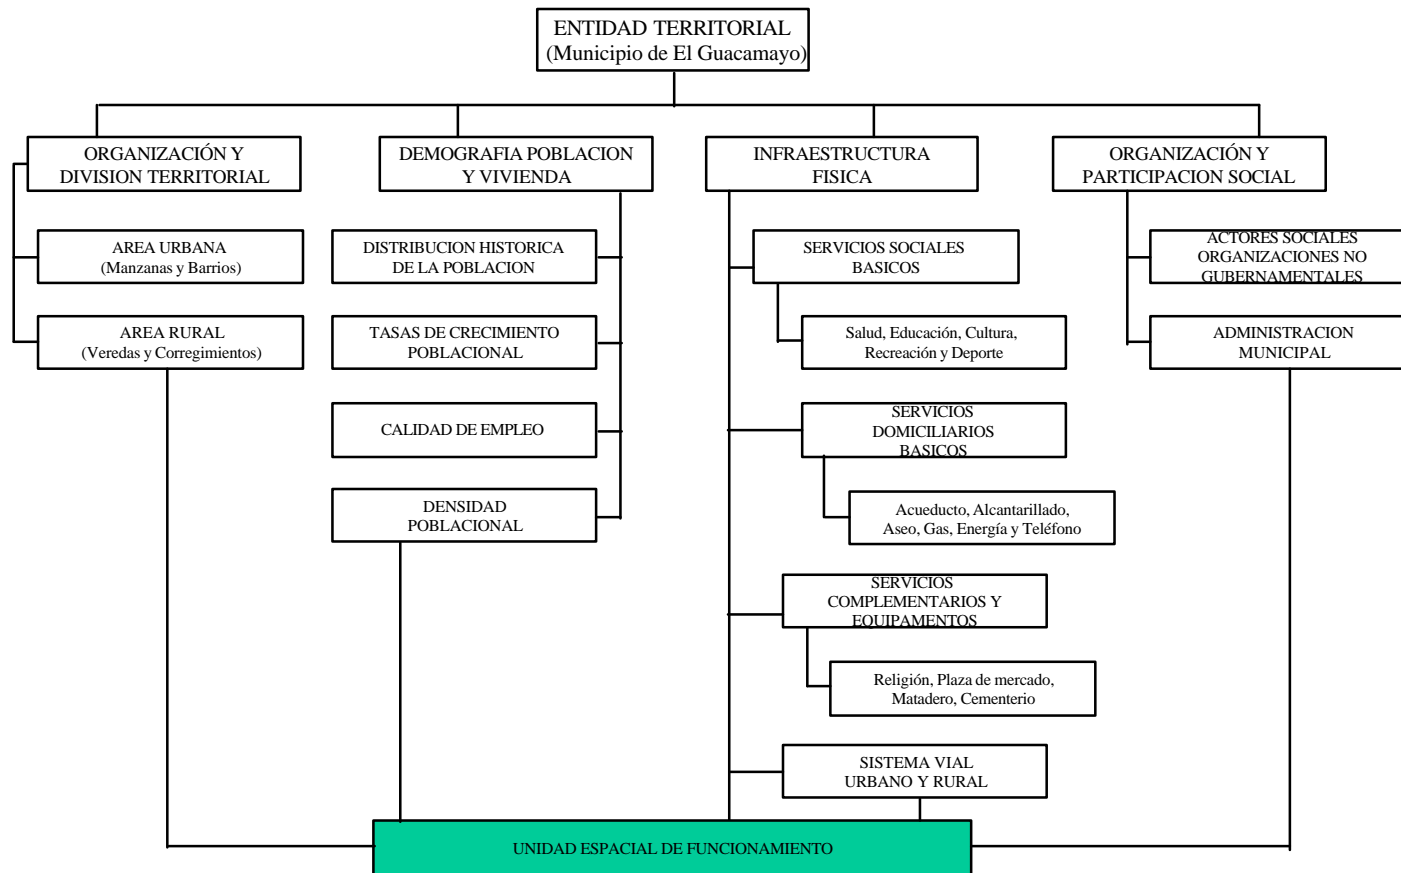 ENTIDAD TERRITORIAL
(Municipio de El Guacamayo)
ORGANIZACIÓN Y
DIVISION TERRITORIAL
DEMOGRAFIA POBLACION
Y VIVIENDA
INFRAESTRUCTURA
FISICA
ORGANIZACIÓN Y
PARTICIPACION SOCIAL
AREA URBANA
(Manzanas y Barrios)
AREA RURAL
(Veredas y Corregimientos)
DISTRIBUCION HISTORICA
DE LA POBLACION
TASAS DE CRECIMIENTO
POBLACIONAL
CALIDAD DE EMPLEO
DENSIDAD
POBLACIONAL
SERVICIOS SOCIALES
BASICOS
Salud, Educación, Cultura,
Recreación y Deporte
SERVICIOS
DOMICILIARIOS
BASICOS
Acueducto, Alcantarillado,
Aseo, Gas, Energía y Teléfono
SERVICIOS
COMPLEMENTARIOS Y
EQUIPAMENTOS
Religión, Plaza de mercado,
Matadero, Cementerio
SISTEMA VIAL
URBANO Y RURAL
ACTORES SOCIALES
ORGANIZACIONES NO
GUBERNAMENTALES
ADMINISTRACION
MUNICIPAL
UNIDAD ESPACIAL DE FUNCIONAMIENTO